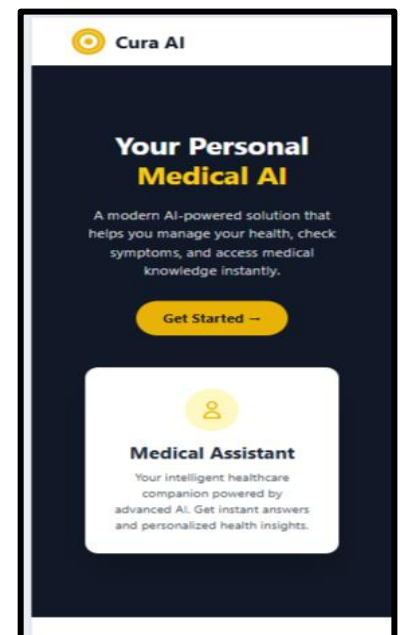 Cura AI
Your Personal
Medical AI
A modern AI-powered solution that
helps you manage your health, check
symptoms, and access medical
knowledge instantly.
Get Started →
Medical Assistant
Your intelligent healthcare
companion powered by
advanced AI. Get instant answers
and personalized health insights.